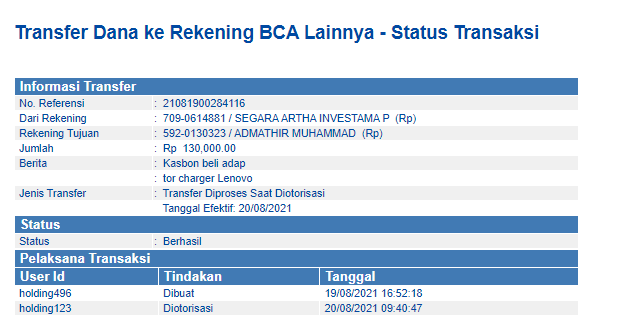 Transfer Dana ke Rekening BCA Lainnya - Status Transaksi
Informasi Transfer
No. Referensi : 21081900284116
Dari Rekening : 709-0614881 / SEGARA ARTHA INVESTAMA P (Rp)
Rekening Tujuan : 592-0130323 / ADMATHIR MUHAMMAD (Rp)
Jumlah : Rp 130,000.00
Berita : Kasbon beli adap
: tor charger Lenovo
Jenis Transfer : Transfer Diproses Saat Diotorisasi
Tanggal Efektif: 20/08/2021
Status
Status : Berhasil
Pelaksana Transaksi
User Id Tindakan Tanggal
holding496 Dibuat 19/08/2021 16:52:18
holding123 Diotorisasi 20/08/2021 09:40:47